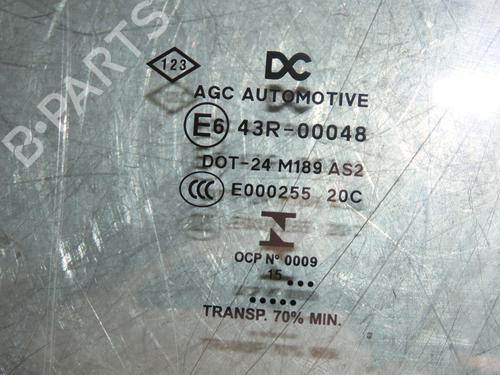 123 DC
AGC AUTOMOTIVE
E6 43R-00048
DOT-24 M189 AS2
CCC E000255 20C
N
OCP N° 0009
15....
.....
TRANSP. 70% MIN.
B-PARTS